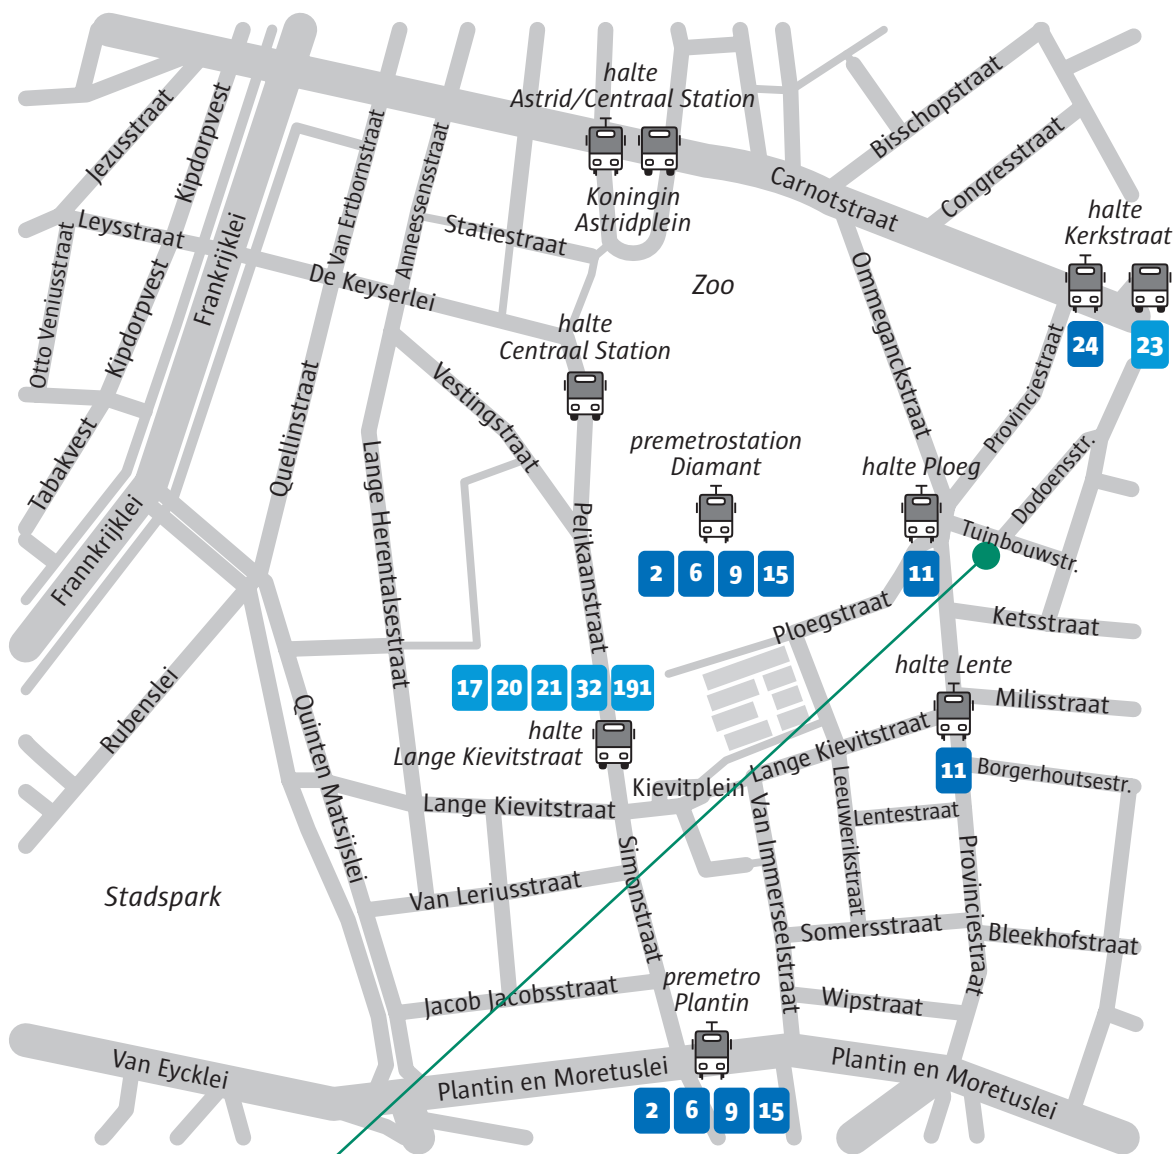 halte
Astrid/Centraal Station
Koningin
Astridplein
Bisschopstraat
Congresstraat
Carnotstraat
halte
Kerkstraat
24
23
Jezusstraat
Kipdorpvest
Leysstraat
Otto Veniusstraat
Kipdorpvest
Tabakvest
Frankrijklei
Frannkrijklei
Van Ertbornstraat
Anneessensstraat
Statiestraat
De Keyserlei
Zoo
halte
Centraal Station
Quellinstraat
Vestingstraat
Lange Herentalsestraat
Pelikaanstraat
Ommeganckstraat
Provinciestraat
Dodoensstr.
premetrostation
Diamant
2
6
9
15
halte Ploeg
11
Tuinbouwstr.
Ploegstraat
Ketsstraat
halte Lente
Milisstraat
11
Borgerhoutsestr.
Rubenslei
Quinten Matsijslei
17
20
21
32
191
halte
Lange Kievitstraat
Kievitplein
Lange Kievitstraat
Lange Kievitstraat
Leeuwerikstraat
Lentestraat
Van Immerseelstraat
Simonstraat
Provinciestraat
Stadspark
Van Leriusstraat
Somersstraat
Bleekhofstraat
Jacob Jacobsstraat
premetro
Plantin
Wipstraat
Van Eycklei
Plantin en Moretuslei
Plantin en Moretuslei
2
6
9
15